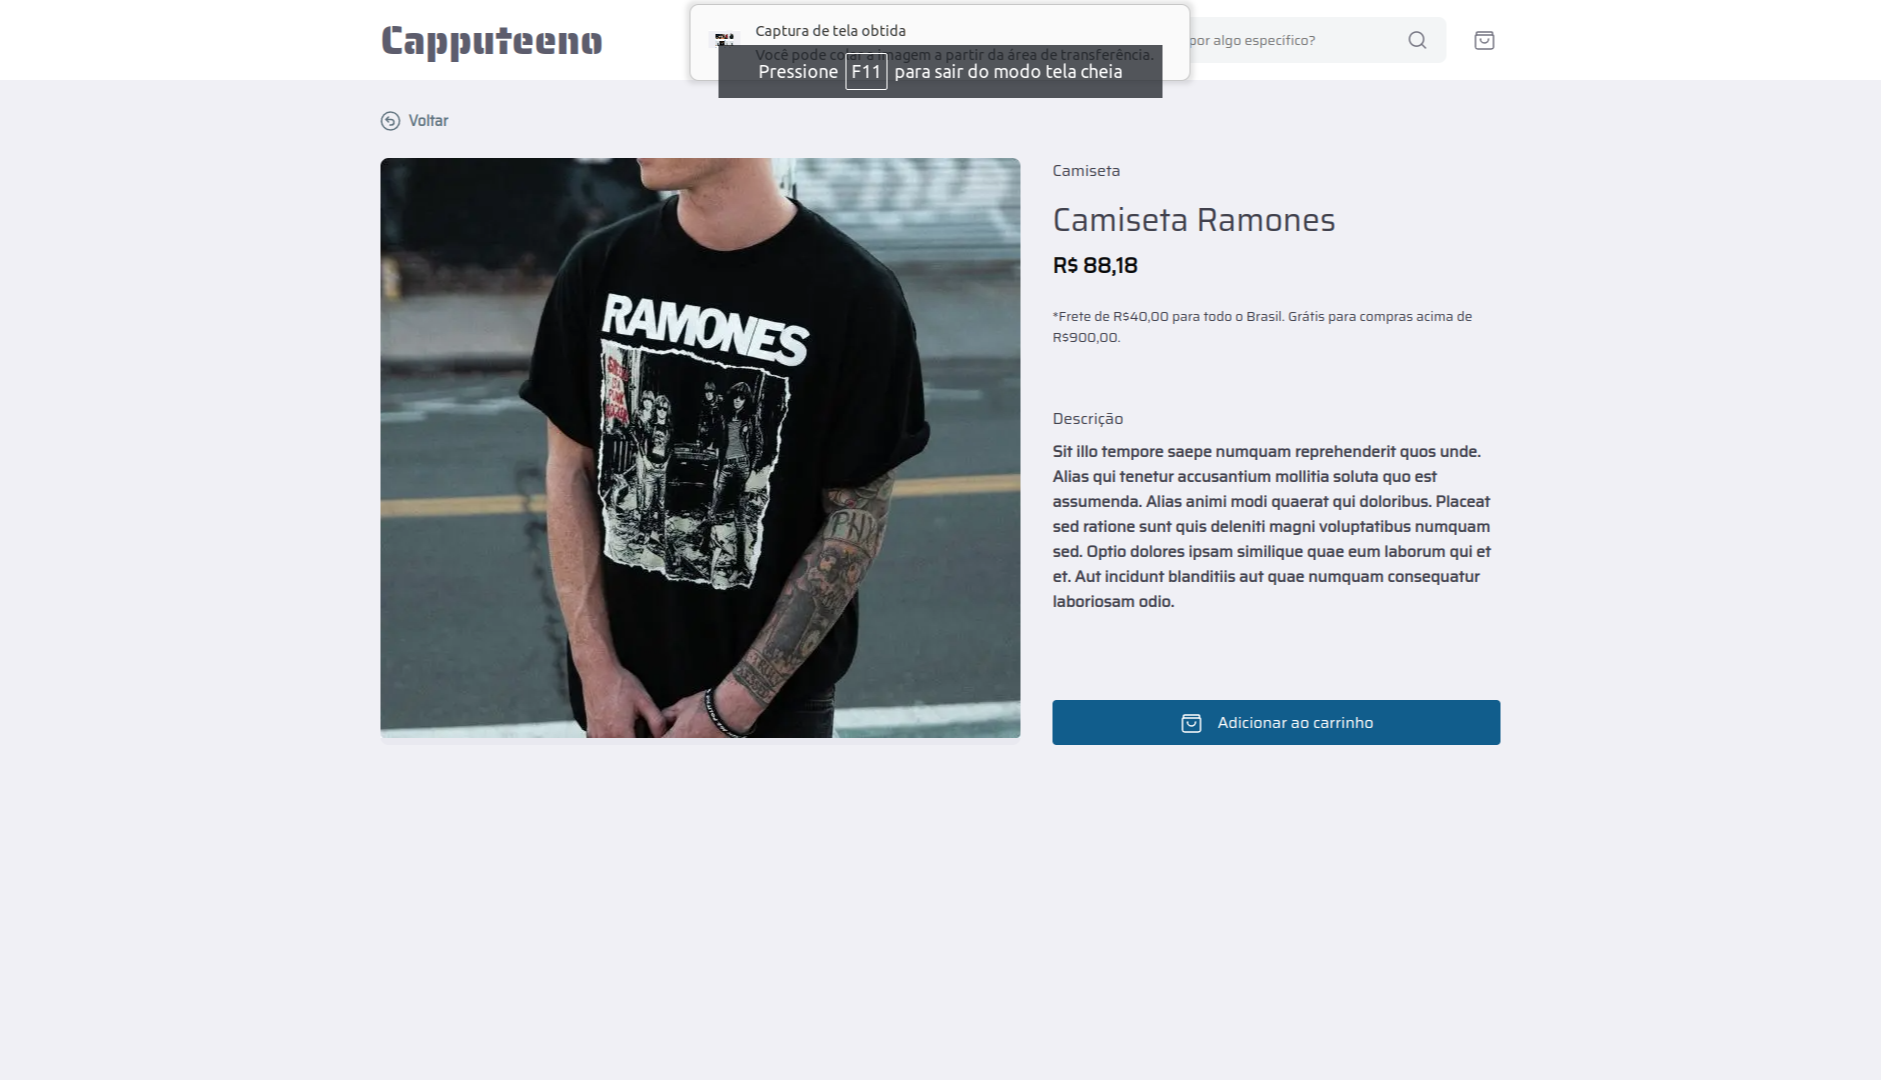 Capputeeno
Captura de tela obtida
Você pode colar a imagem a partir da área de transferência.
Pressione F11 para sair do modo tela cheia
por algo específico?
Voltar
RAMONES
Camiseta
Camiseta Ramones
R$ 88,18
*Frete de R$40,00 para todo o Brasil. Grátis para compras acima de
R$900,00.
Descrição
Sit illo tempore saepe numquam reprehenderit quos unde.
Alias qui tenetur accusantium mollitia soluta quo est
assumenda. Alias animi modi quaerat qui doloribus. Placeat
sed ratione sunt quis deleniti magni voluptatibus numquam
sed. Optio dolores ipsam similique quae eum laborum qui et
et. Aut incidunt blanditiis aut quae numquam consequatur
laboriosam odio.
Adicionar ao carrinho